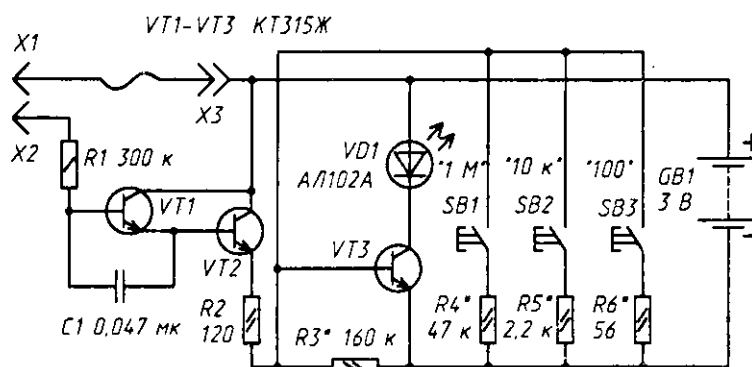 VT1-VT3 КТ315Ж
X1
X2
X3
R1 300 к
VT1
VT2
C1 0,047 мк
R2
120
VD1
АЛ102А
VT3
R3* 160 к
"1 М"
SB1
R4*
47 к
"10 к"
SB2
R5*
2,2 к
"100"
SB3
R6*
56
GB1
3 В
+
-